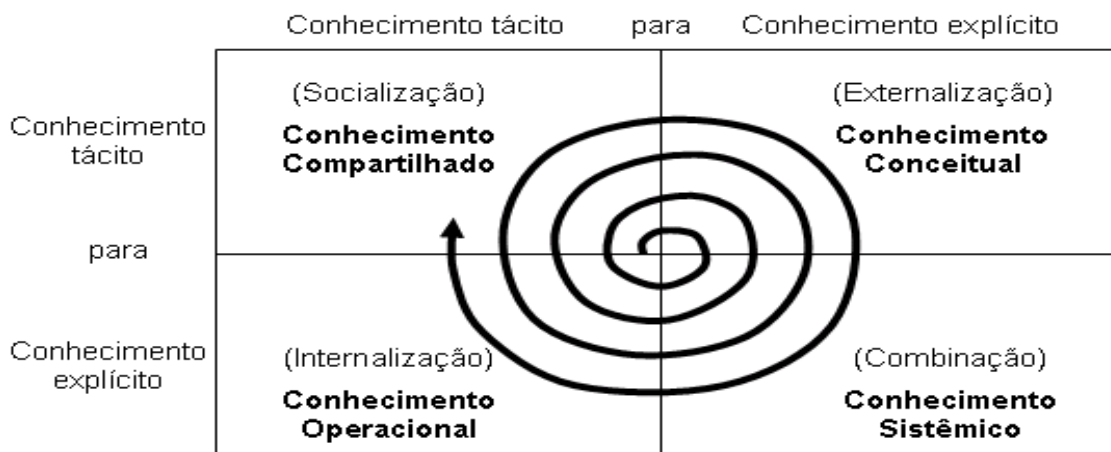 Conhecimento tácito para Conhecimento explícito
Conhecimento
tácito
(Socialização)
Conhecimento
Compartilhado
(Externalização)
Conhecimento
Conceitual
para
Conhecimento
explícito
(Internalização)
Conhecimento
Operacional
(Combinação)
Conhecimento
Sistêmico